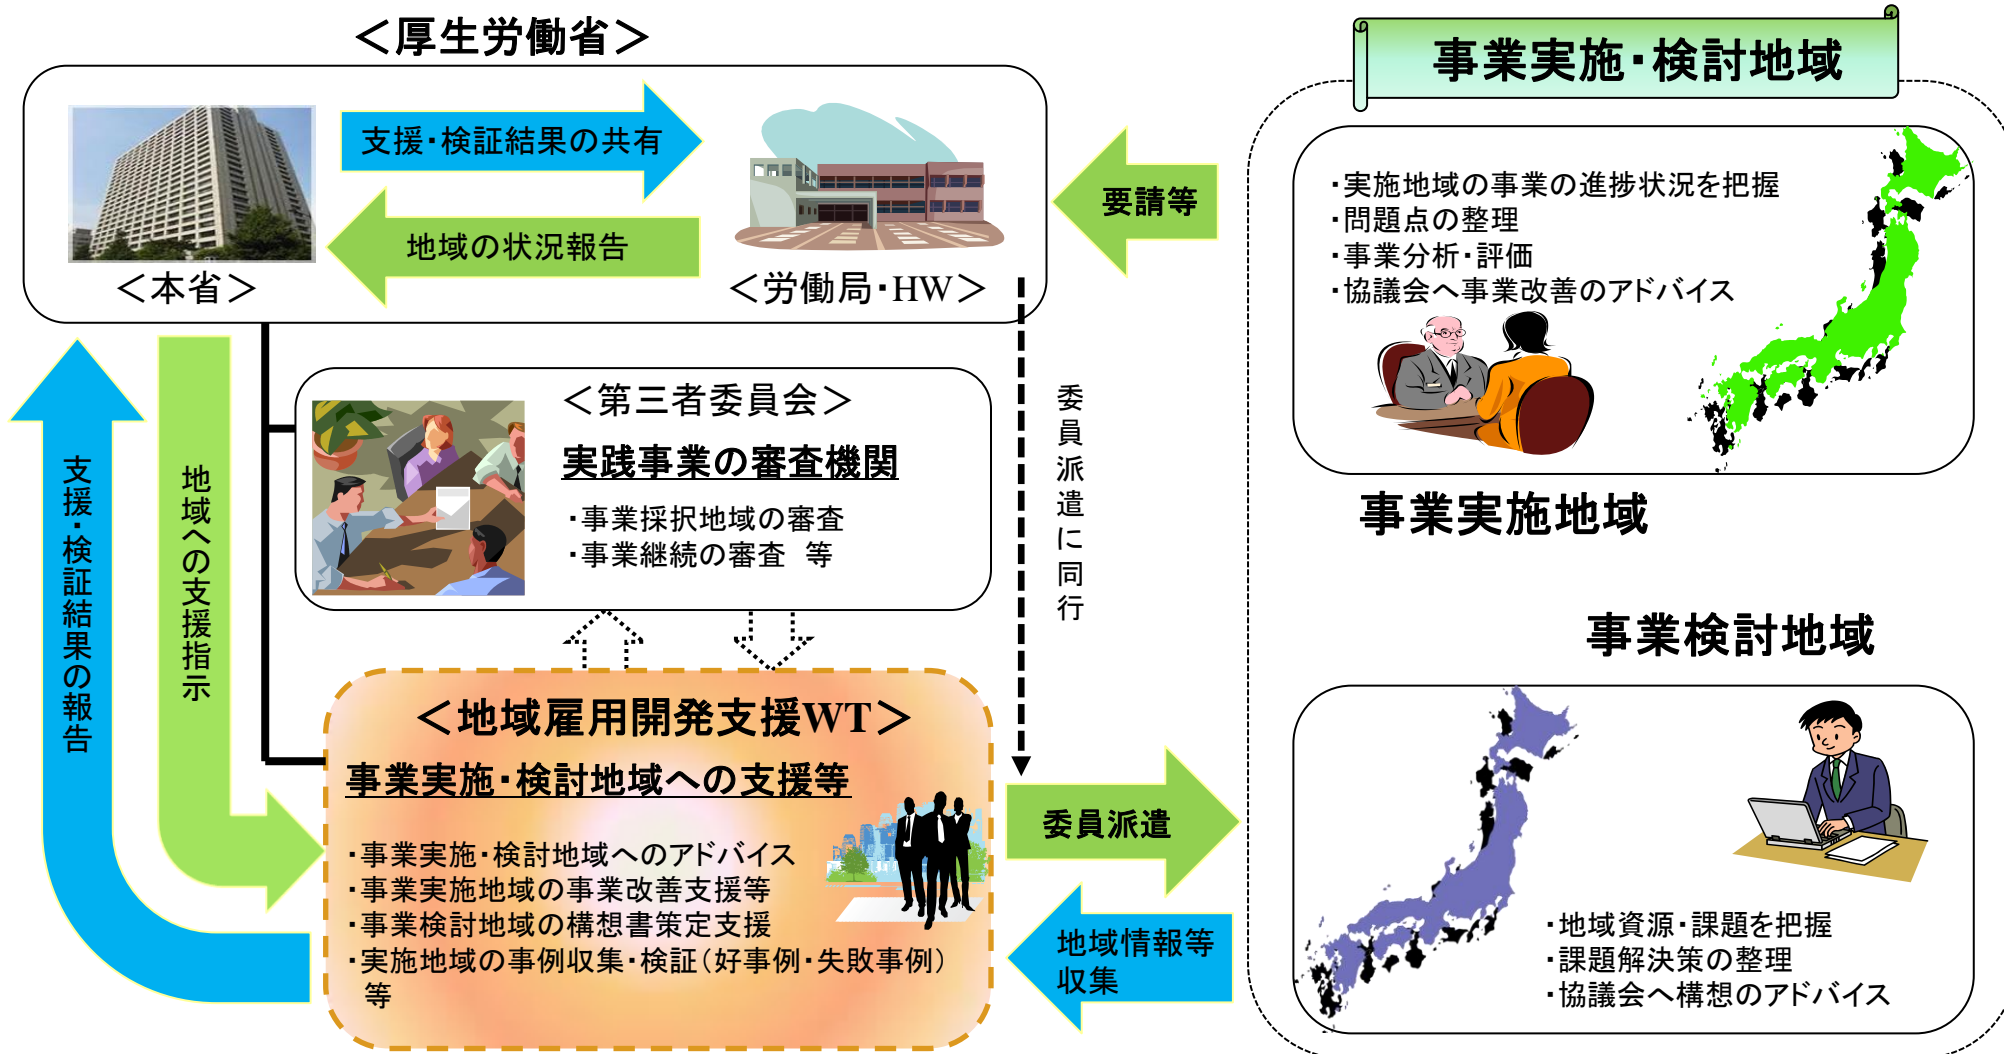 ＜厚生労働省＞
支援・検証結果の共有
地域の状況報告
＜本省＞
＜労働局・HW＞
要請等
事業実施・検討地域
・実施地域の事業の進捗状況を把握
・問題点の整理
・事業分析・評価
・協議会へ事業改善のアドバイス
事業実施地域
＜第三者委員会＞
実践事業の審査機関
・事業採択地域の審査
・事業継続の審査　等
委員派遣に同行
支援・検証結果の報告
地域への支援指示
＜地域雇用開発支援WT＞
事業実施・検討地域への支援等
・事業実施・検討地域へのアドバイス
・事業実施地域の事業改善支援等
・事業検討地域の構想書策定支援
・実施地域の事例収集・検証（好事例・失敗事例）
等
委員派遣
地域情報等
収集
事業検討地域
・地域資源・課題を把握
・課題解決策の整理
・協議会へ構想のアドバイス